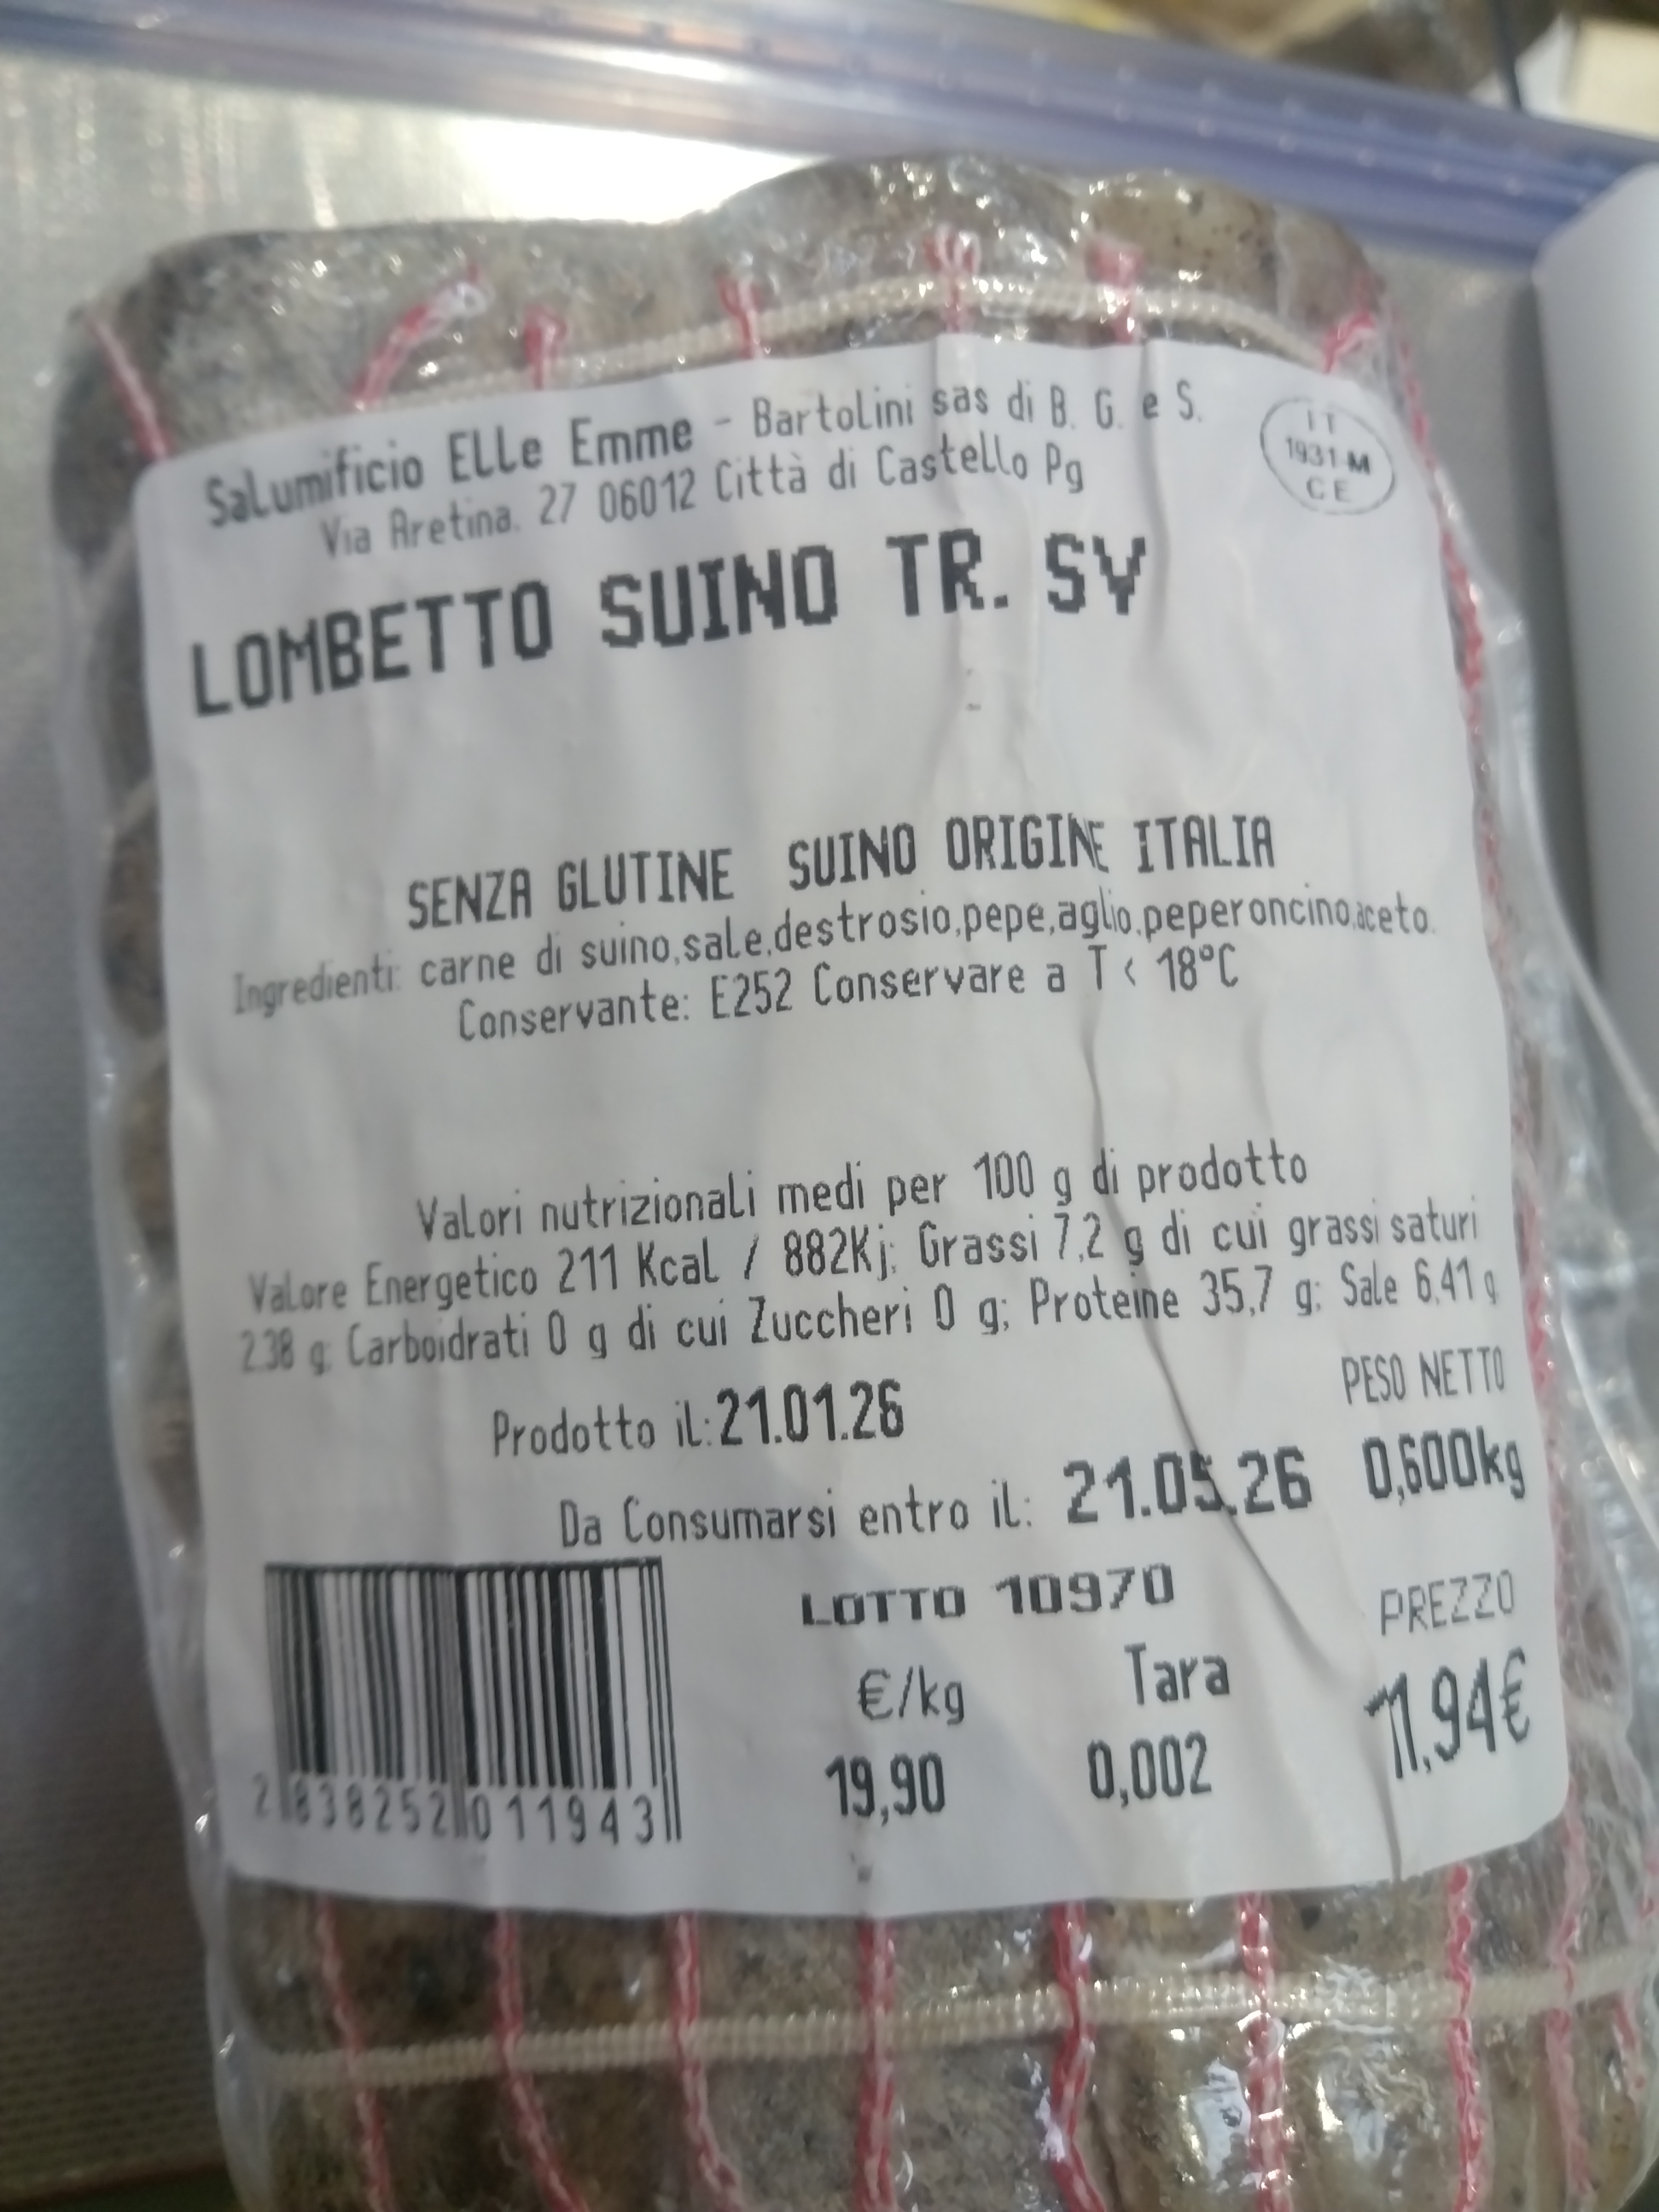 Salumificio ELLe Emme - Bartolini sas di B. G. e S.
Via Aretina. 27 06012 Città di Castello Pg
IT
1931 M
CE
LOMBETTO SUINO TR. SV
SENZA GLUTINE SUINO ORIGINE ITALIA
Ingredienti: carne di suino,sale,destrosio,pepe,aglio,peperoncino,aceto.
Conservante: E252 Conservare a T < 18°C
Valori nutrizionali medi per 100 g di prodotto
Valore Energetico 211 Kcal / 882Kj; Grassi 7,2 g di cui grassi saturi
2.38 g; Carboidrati 0 g di cui Zuccheri 0 g; Proteine 35,7 g; Sale 6,41 g
Prodotto il:21.01.26
PESO NETTO
Da Consumarsi entro il: 21.05.26 0,600kg
LOTTO 10970
€/kg Tara PREZZO
19,90 0,002 11,94€
2 838252 011943